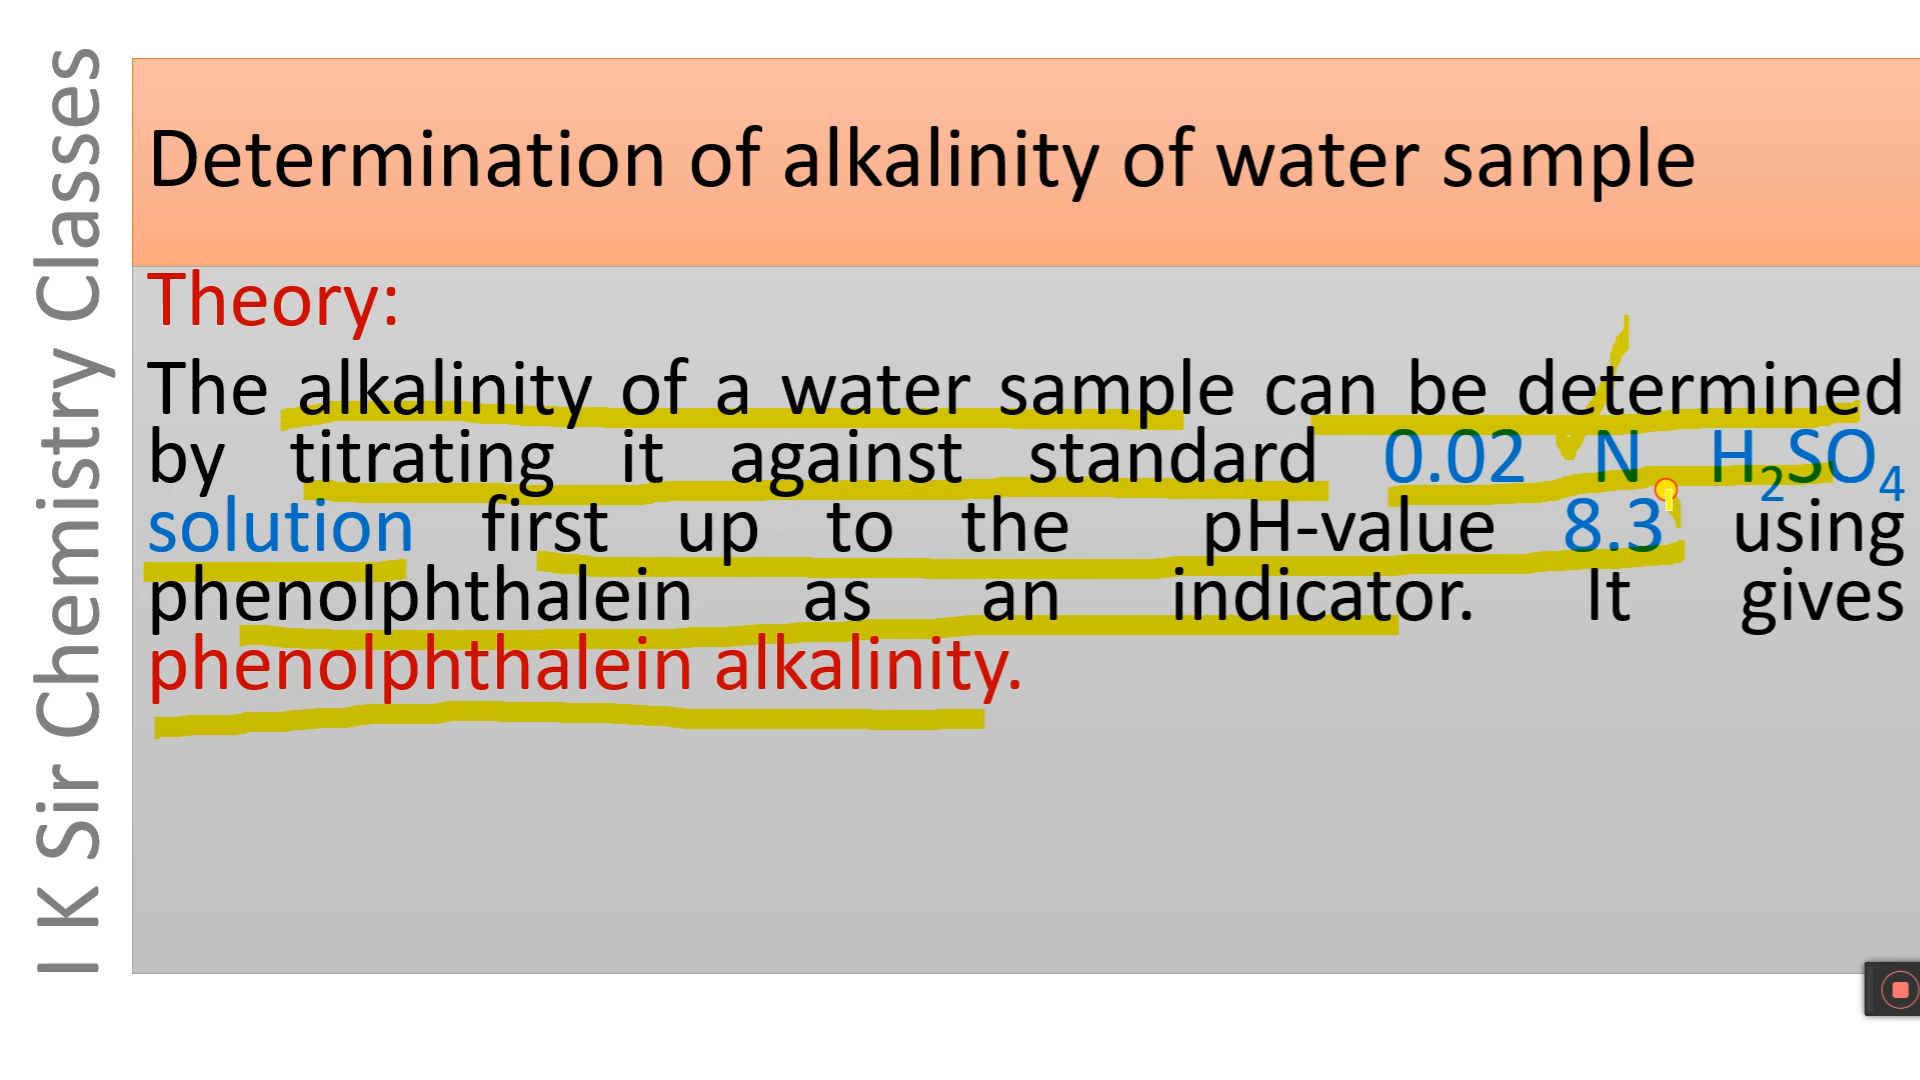 I K Sir Chemistry Classes
Determination of alkalinity of water sample
Theory:
The alkalinity of a water sample can be determined
by titrating it against standard 0.02 N H₂SO₄
solution first up to the pH-value 8.3 using
phenolphthalein as an indicator. It gives
phenolphthalein alkalinity.